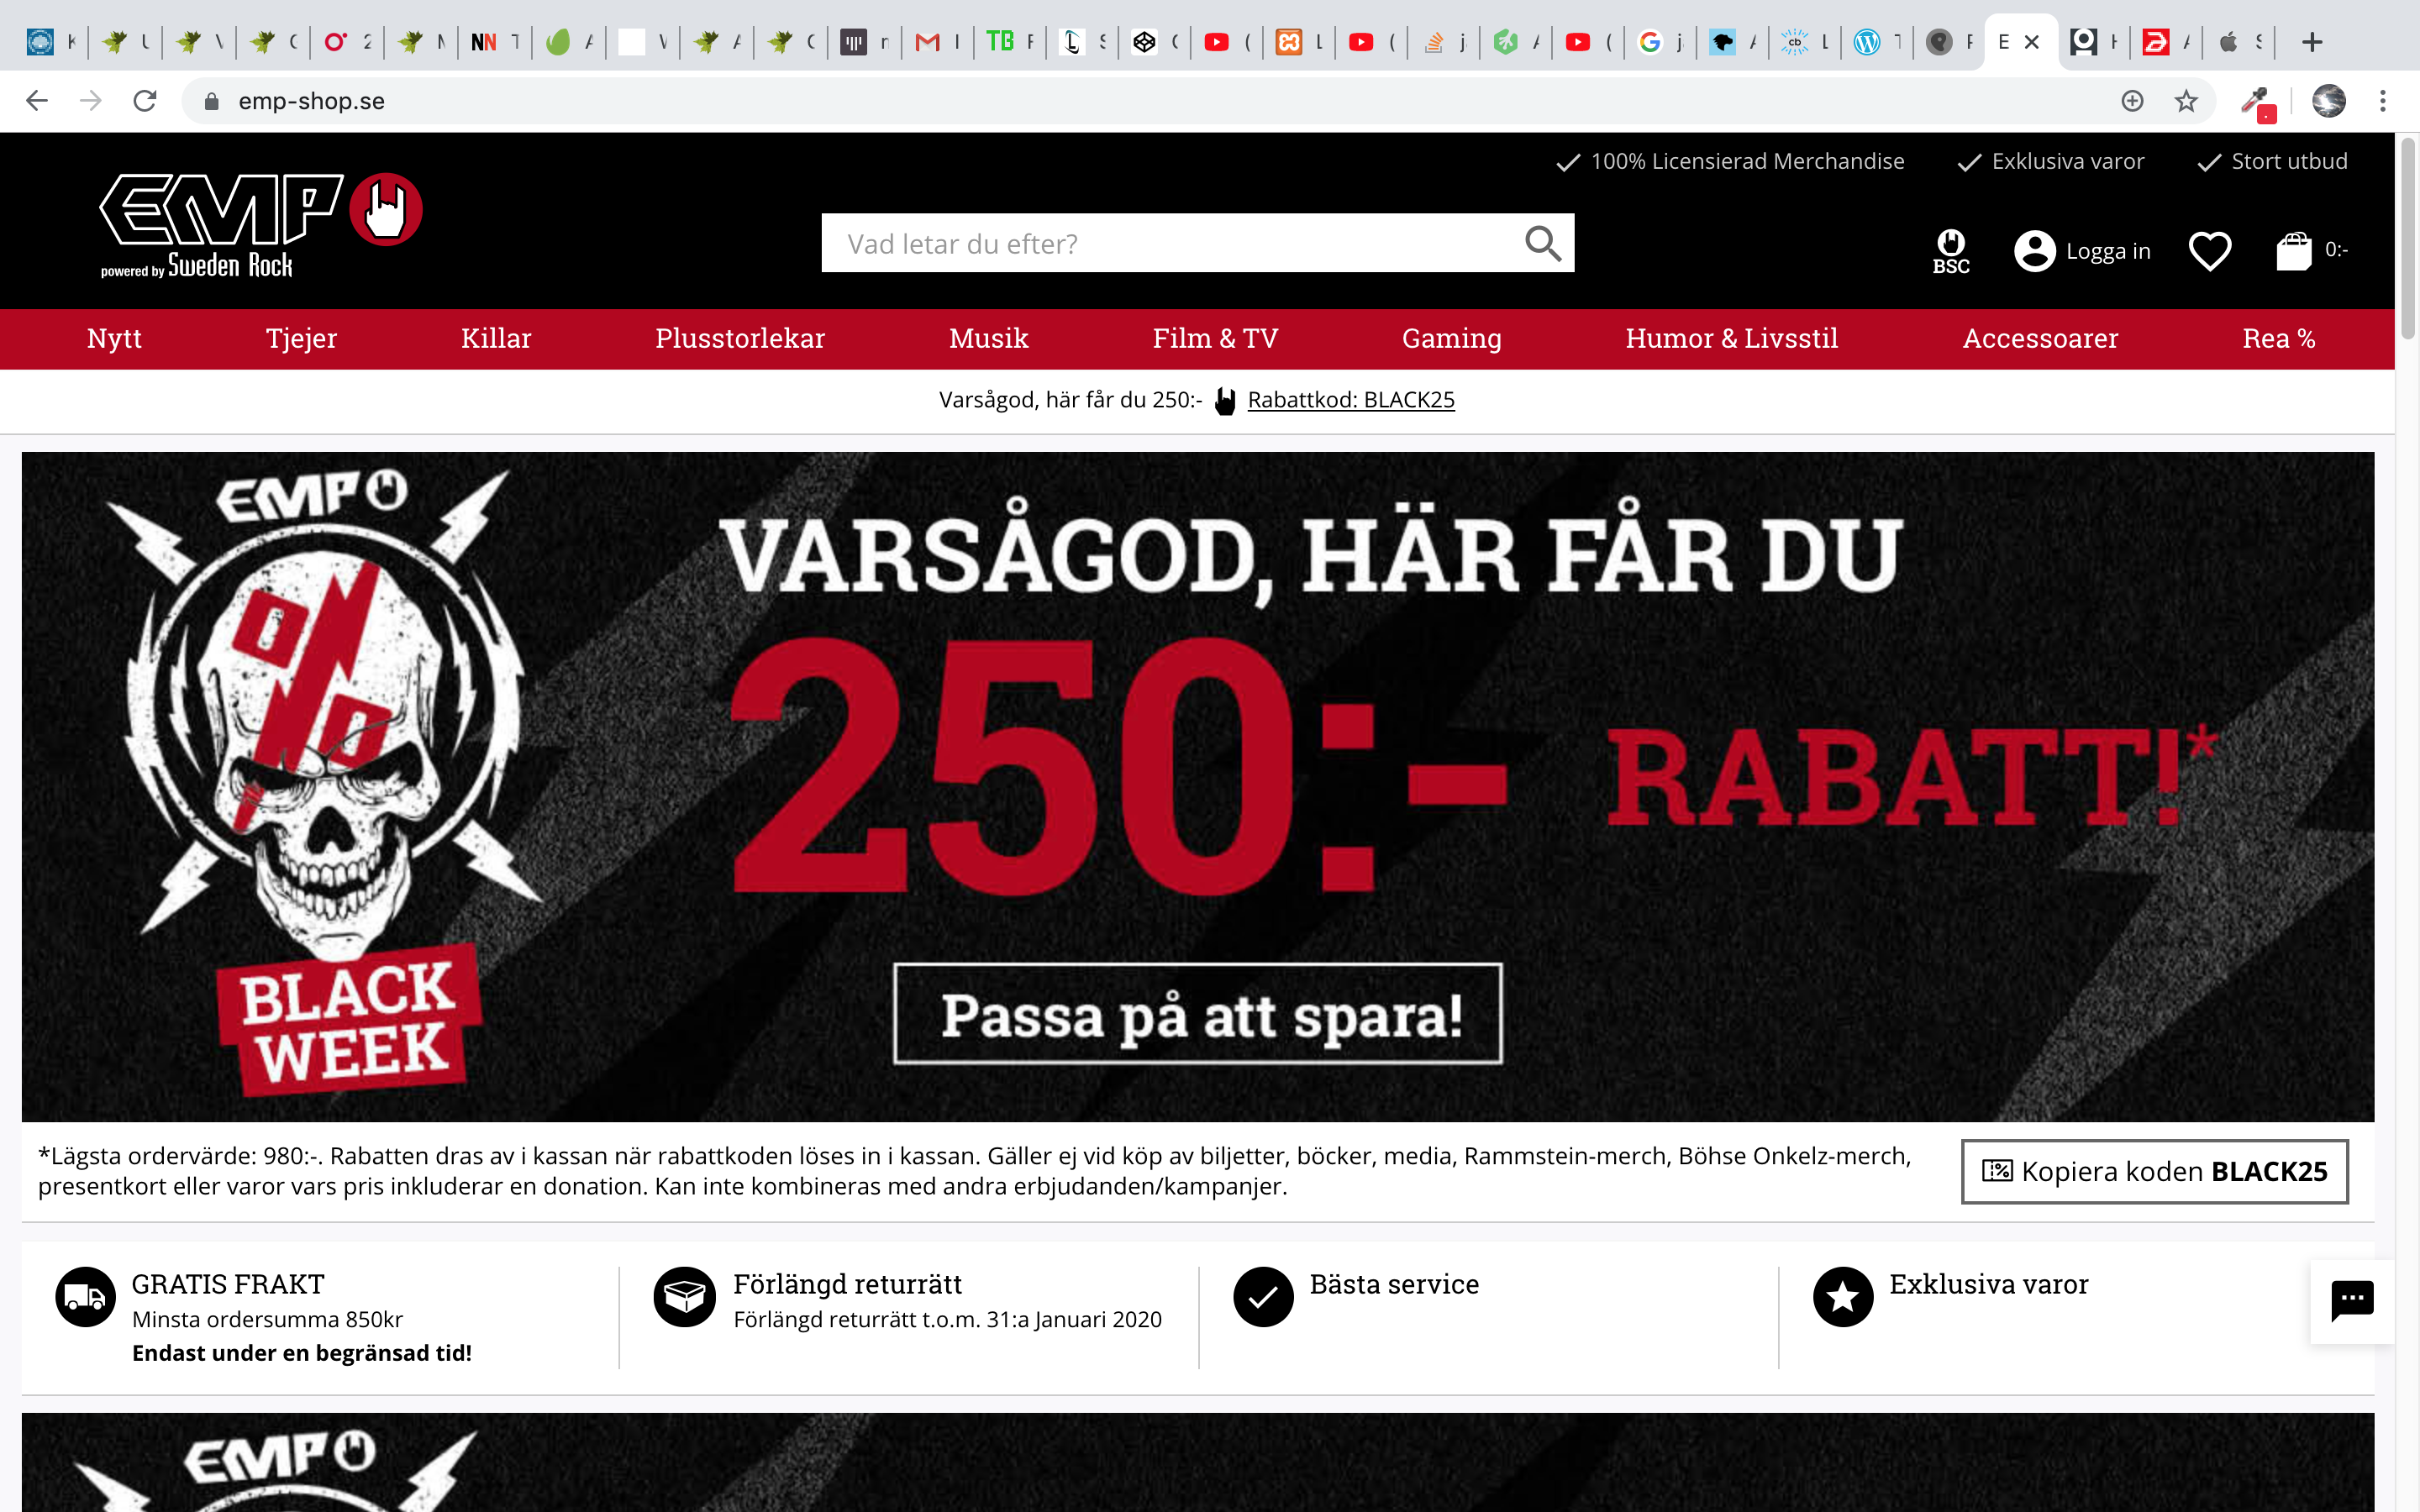 K
U
V
C
2
M
NN T
A
V
A
C
r
I
TB F
S
C
(
L
(
j
A
(
j
A
cb L
T
F
E
H
A
S
emp-shop.se
100% Licensierad Merchandise
Exklusiva varor
Stort utbud
EMP
powered by Sweden Rock
Vad letar du efter?
BSC
Logga in
0:-
Nytt
Tjejer
Killar
Plusstorlekar
Musik
Film & TV
Gaming
Humor & Livsstil
Accessoarer
Rea %
Varsågod, här får du 250:- Rabattkod: BLACK25
EMP
VARSÅGOD, HÄR FÅR DU
250:- RABATT!*
%
BLACK
WEEK
Passa på att spara!
*Lägsta ordervärde: 980:-. Rabatten dras av i kassan när rabattkoden löses in i kassan. Gäller ej vid köp av biljetter, böcker, media, Rammstein-merch, Böhse Onkelz-merch,
presentkort eller varor vars pris inkluderar en donation. Kan inte kombineras med andra erbjudanden/kampanjer.
Kopiera koden BLACK25
GRATIS FRAKT
Minsta ordersumma 850kr
Endast under en begränsad tid!
Förlängd returrätt
Förlängd returrätt t.o.m. 31:a Januari 2020
Bästa service
Exklusiva varor
EMP